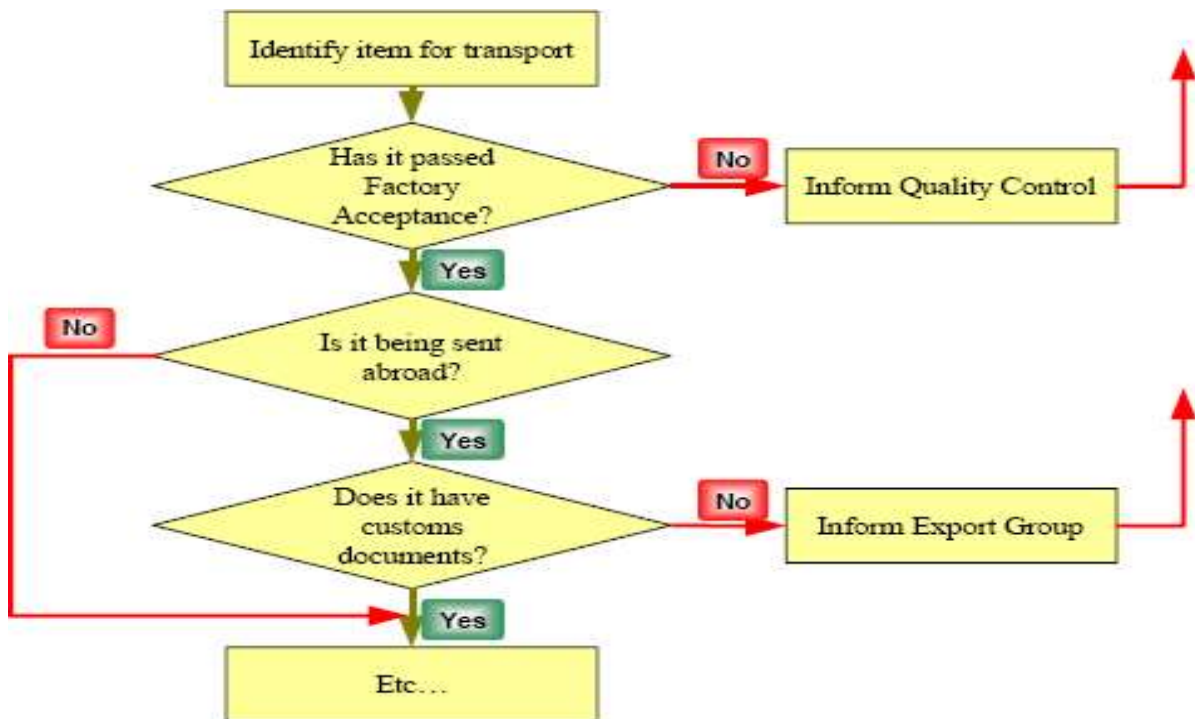 Identify item for transport
Has it passed
Factory
Acceptance?
No
Inform Quality Control
Yes
No
Is it being sent
abroad?
Yes
Does it have
customs
documents?
No
Inform Export Group
Yes
Etc…